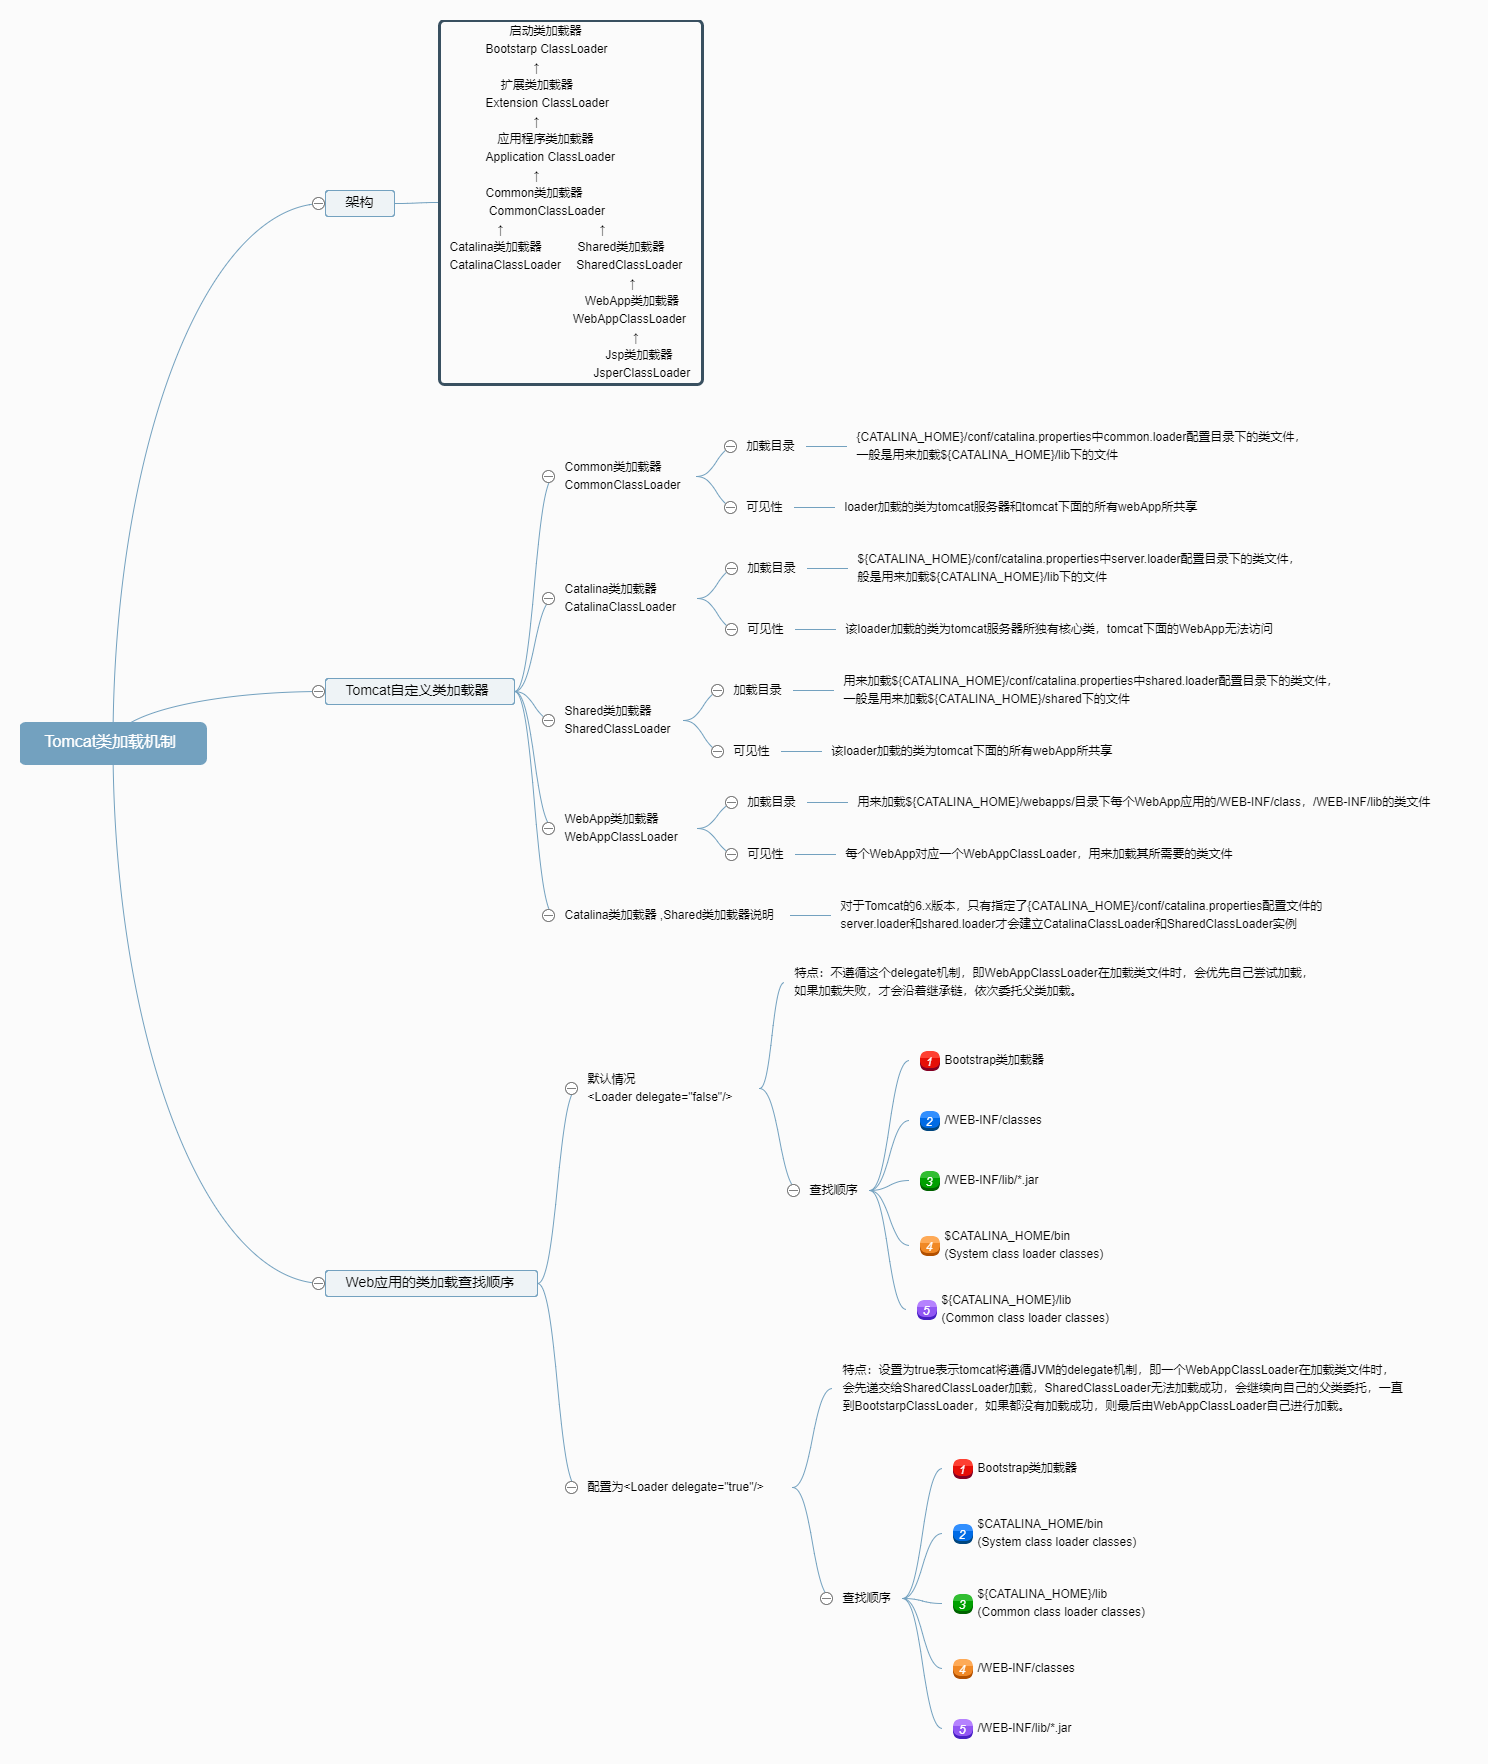 Tomcat类加载机制
架构
启动类加载器
Bootstarp ClassLoader
↑
扩展类加载器
Extension ClassLoader
↑
应用程序类加载器
Application ClassLoader
↑
Common类加载器
CommonClassLoader
↑ ↑
Catalina类加载器 Shared类加载器
CatalinaClassLoader SharedClassLoader
↑
WebApp类加载器
WebAppClassLoader
↑
Jsp类加载器
JsperClassLoader
Tomcat自定义类加载器
Common类加载器
CommonClassLoader
加载目录
{CATALINA_HOME}/conf/catalina.properties中common.loader配置目录下的类文件，
一般是用来加载${CATALINA_HOME}/lib下的文件
可见性
loader加载的类为tomcat服务器和tomcat下面的所有webApp所共享
Catalina类加载器
CatalinaClassLoader
加载目录
${CATALINA_HOME}/conf/catalina.properties中server.loader配置目录下的类文件，
般是用来加载${CATALINA_HOME}/lib下的文件
可见性
该loader加载的类为tomcat服务器所独有核心类，tomcat下面的WebApp无法访问
Shared类加载器
SharedClassLoader
加载目录
用来加载${CATALINA_HOME}/conf/catalina.properties中shared.loader配置目录下的类文件，
一般是用来加载${CATALINA_HOME}/shared下的文件
可见性
该loader加载的类为tomcat下面的所有webApp所共享
WebApp类加载器
WebAppClassLoader
加载目录
用来加载${CATALINA_HOME}/webapps/目录下每个WebApp应用的/WEB-INF/class，/WEB-INF/lib的类文件
可见性
每个WebApp对应一个WebAppClassLoader，用来加载其所需要的类文件
Catalina类加载器 ,Shared类加载器说明
对于Tomcat的6.x版本，只有指定了{CATALINA_HOME}/conf/catalina.properties配置文件的
server.loader和shared.loader才会建立CatalinaClassLoader和SharedClassLoader实例
Web应用的类加载查找顺序
默认情况
<Loader delegate="false"/>
特点：不遵循这个delegate机制，即WebAppClassLoader在加载类文件时，会优先自己尝试加载，
如果加载失败，才会沿着继承链，依次委托父类加载。
查找顺序
1 Bootstrap类加载器
2 /WEB-INF/classes
3 /WEB-INF/lib/*.jar
4 $CATALINA_HOME/bin
(System class loader classes)
5 ${CATALINA_HOME}/lib
(Common class loader classes)
配置为<Loader delegate="true"/>
特点：设置为true表示tomcat将遵循JVM的delegate机制，即一个WebAppClassLoader在加载类文件时，
会先递交给SharedClassLoader加载，SharedClassLoader无法加载成功，会继续向自己的父类委托，一直
到BootstarpClassLoader，如果都没有加载成功，则最后由WebAppClassLoader自己进行加载。
查找顺序
1 Bootstrap类加载器
2 $CATALINA_HOME/bin
(System class loader classes)
3 ${CATALINA_HOME}/lib
(Common class loader classes)
4 /WEB-INF/classes
5 /WEB-INF/lib/*.jar